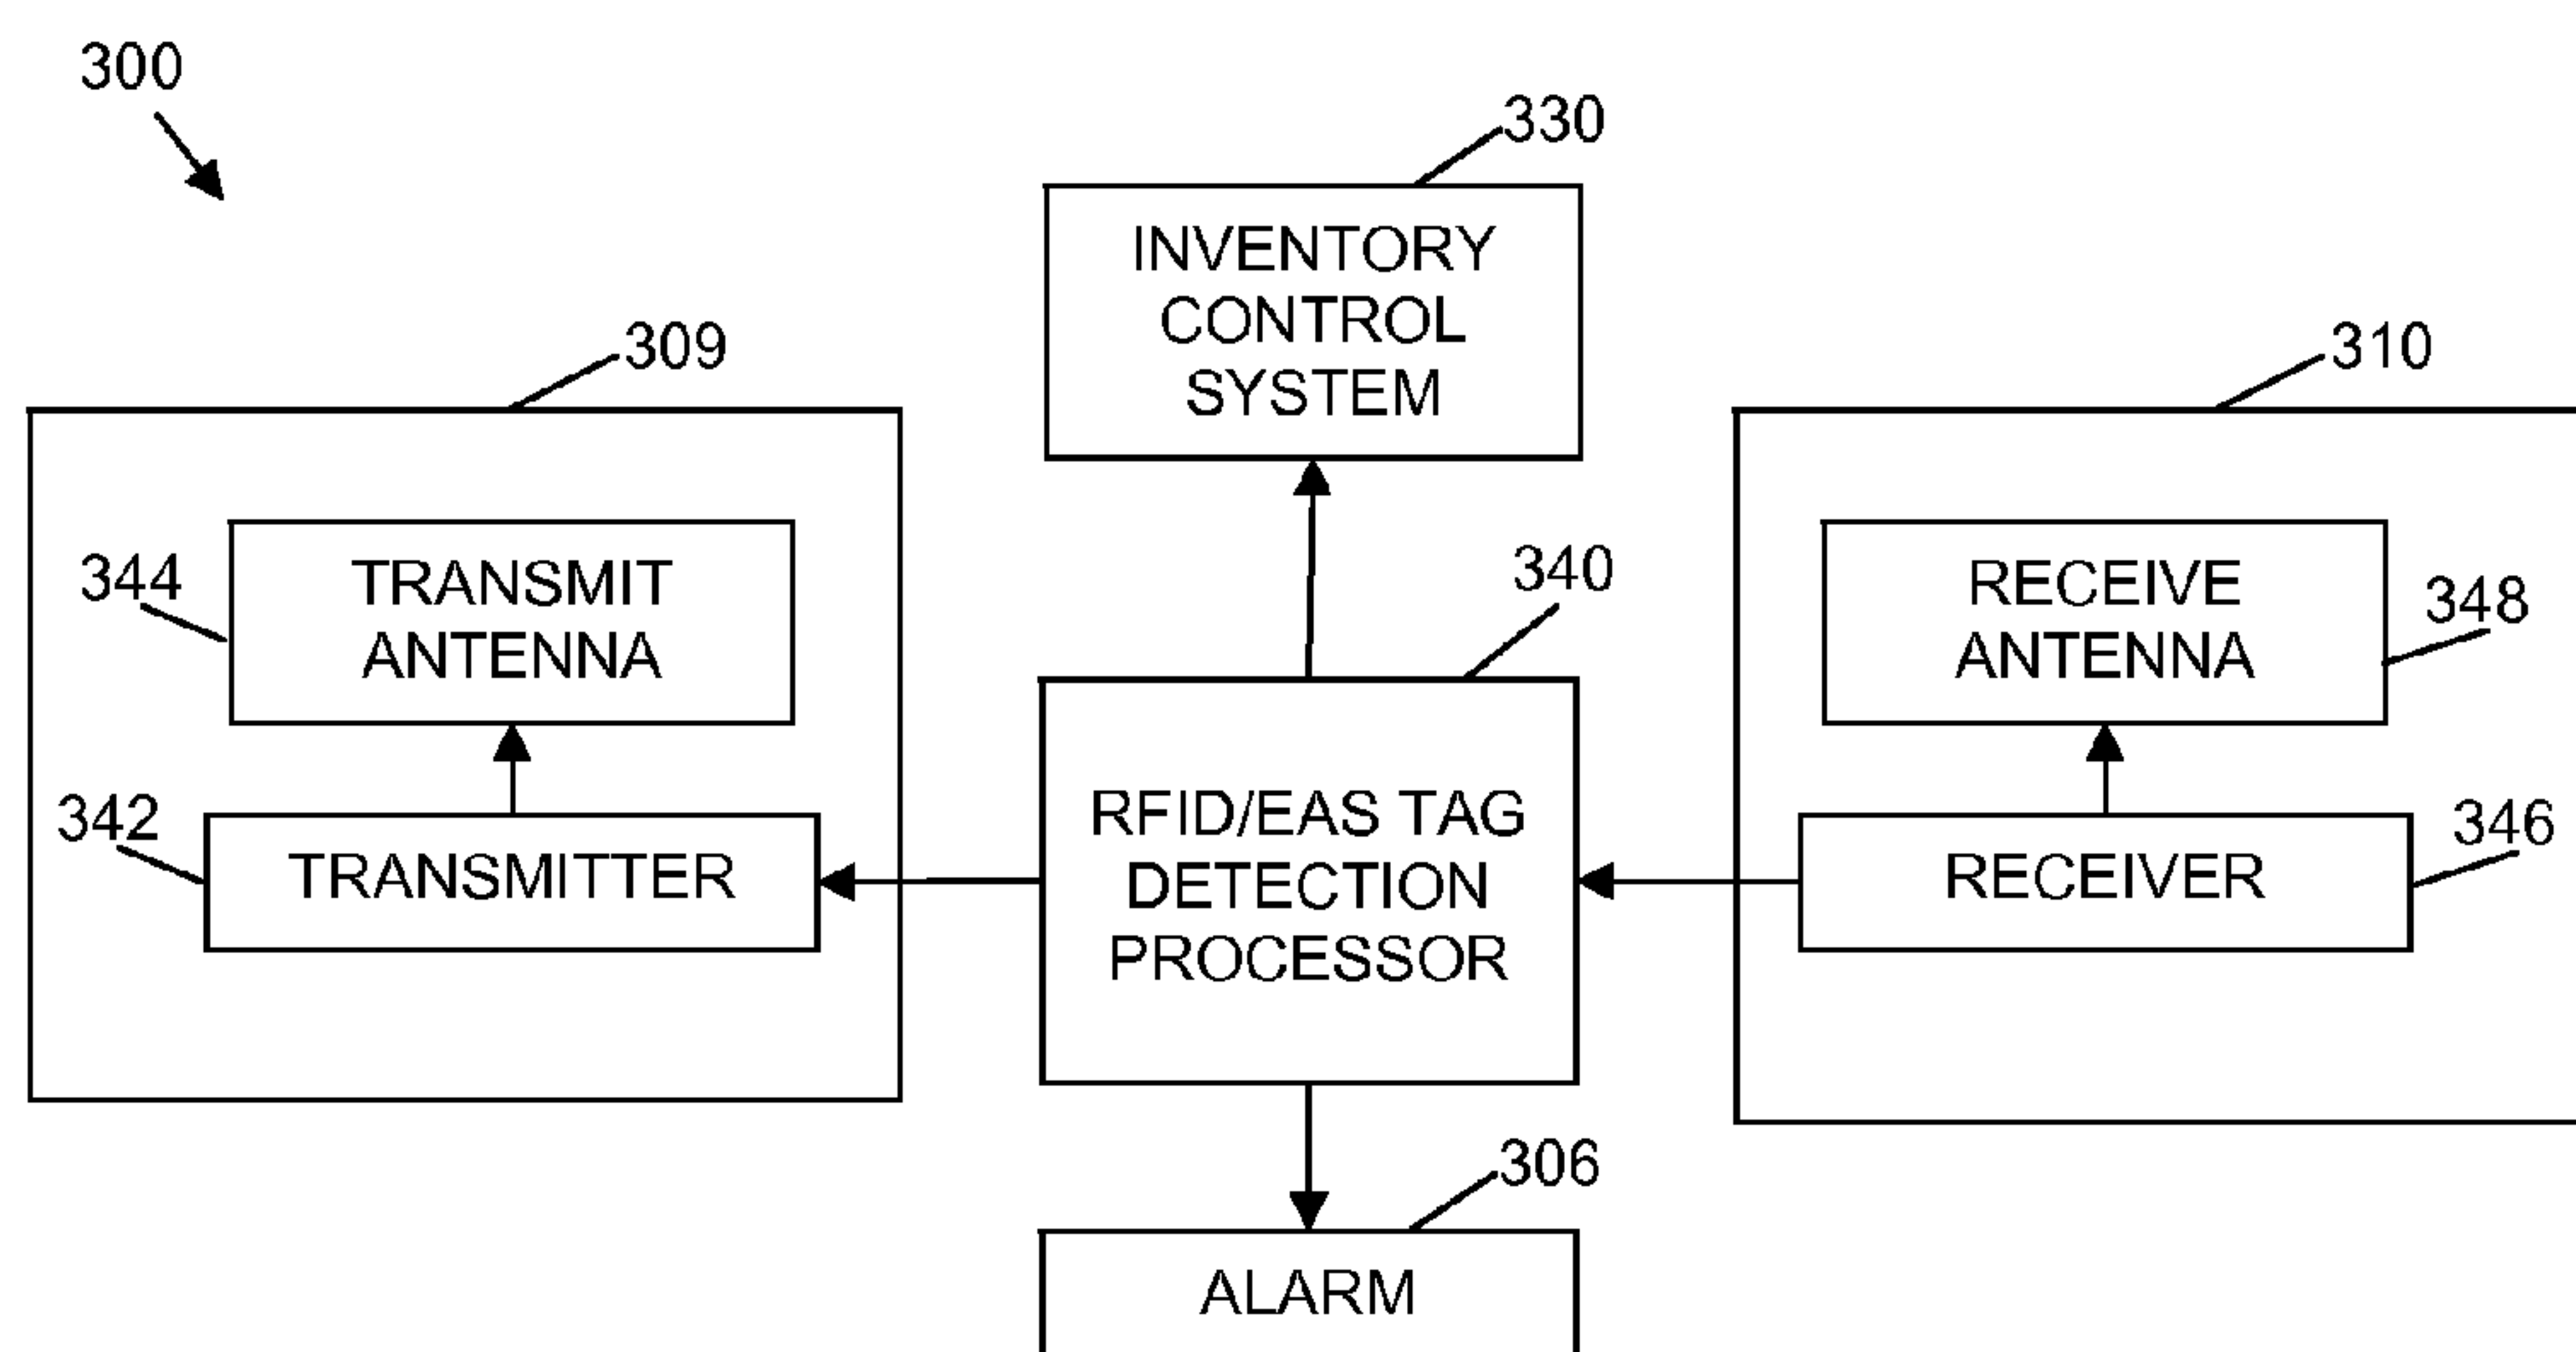 300
330
INVENTORY
CONTROL
SYSTEM
309
310
344
TRANSMIT
ANTENNA
340
RECEIVE
ANTENNA
348
342
TRANSMITTER
RFID/EAS TAG
DETECTION
PROCESSOR
RECEIVER
346
306
ALARM